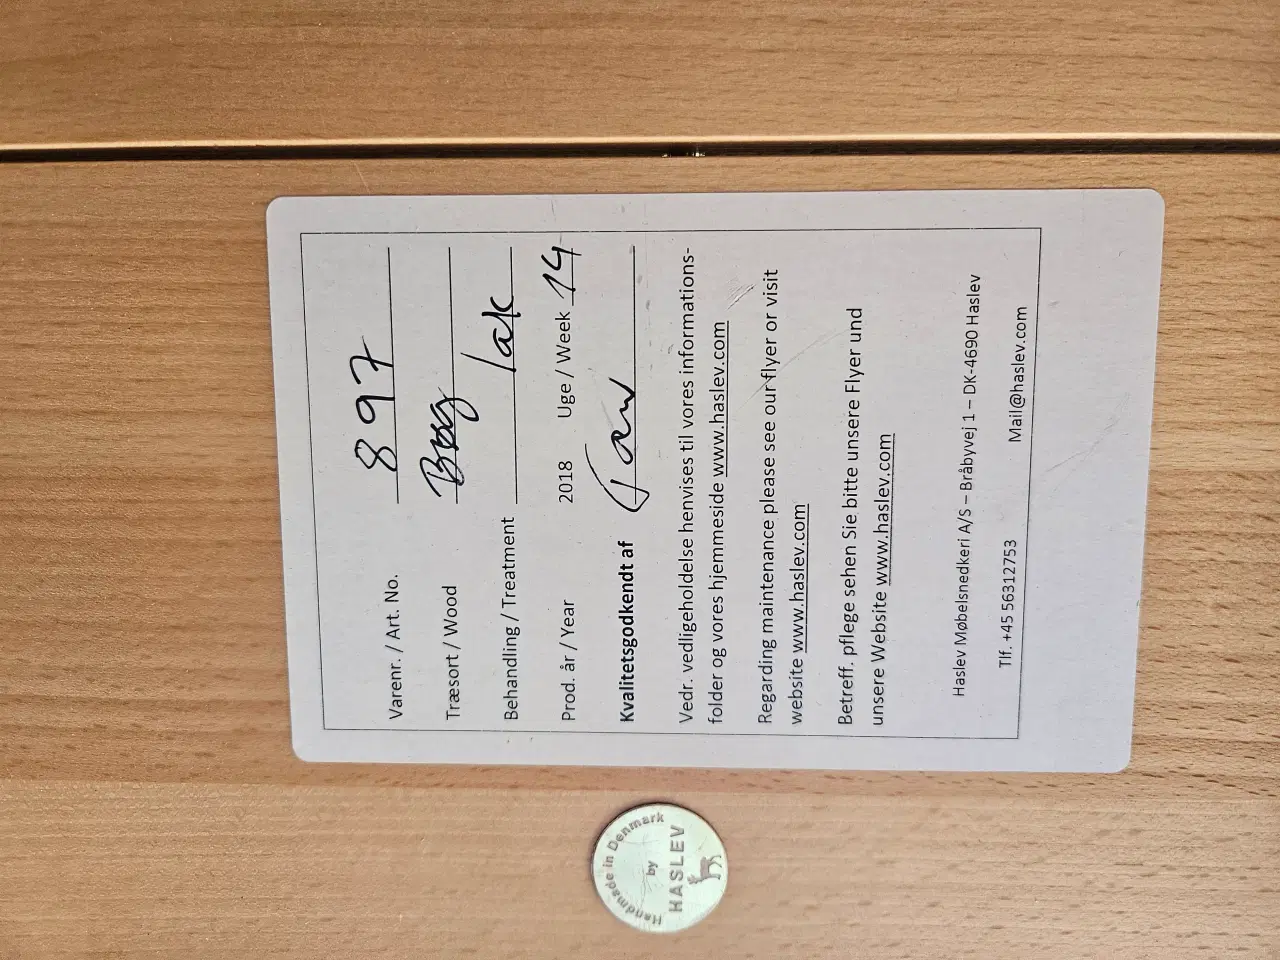 Varenr. / Art. No. 897
Træsort / Wood Bøg
Behandling / Treatment lak
Prod. år / Year 2018 Uge / Week 14
Kvalitetsgodkendt af
Vedr. vedligeholdelse henvises til vores informations-
folder og vores hjemmeside www.haslev.com
Regarding maintenance please see our flyer or visit
website www.haslev.com
Betreff. pflege sehen Sie bitte unsere Flyer und
unsere Website www.haslev.com
Haslev Møbelsnedkeri A/S – Bråbyvej 1 – DK-4690 Haslev
Tlf. +45 56312753 Mail@haslev.com
Handmade in Denmark
by
HASLEV